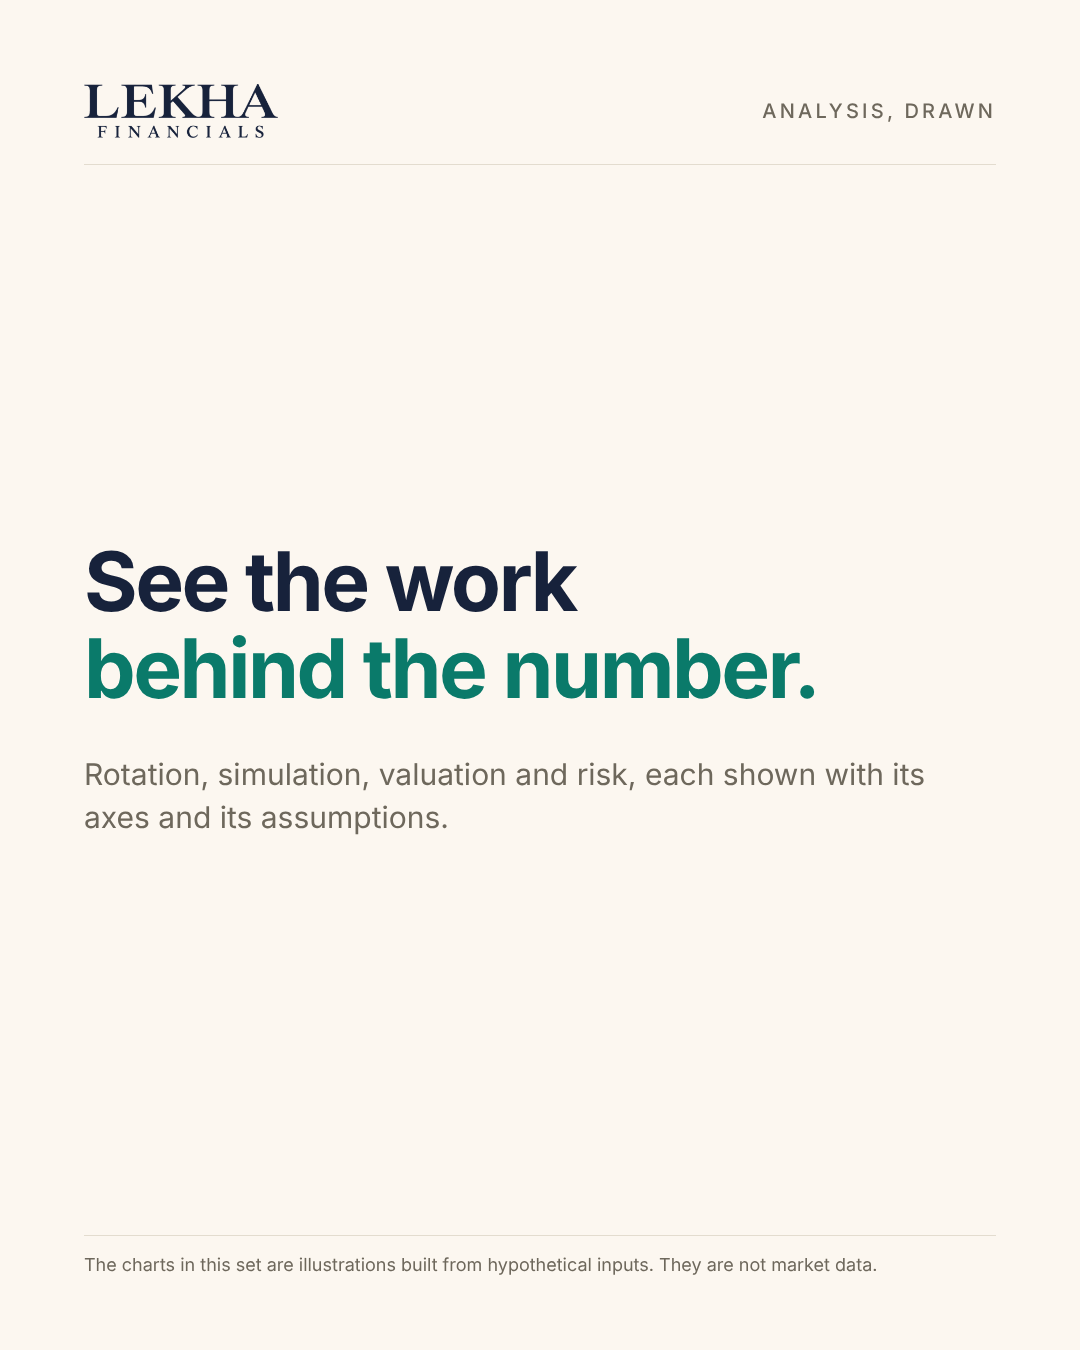 LEKHA
FINANCIALS
ANALYSIS, DRAWN
See the work
behind the number.
Rotation, simulation, valuation and risk, each shown with its
axes and its assumptions.
The charts in this set are illustrations built from hypothetical inputs. They are not market data.